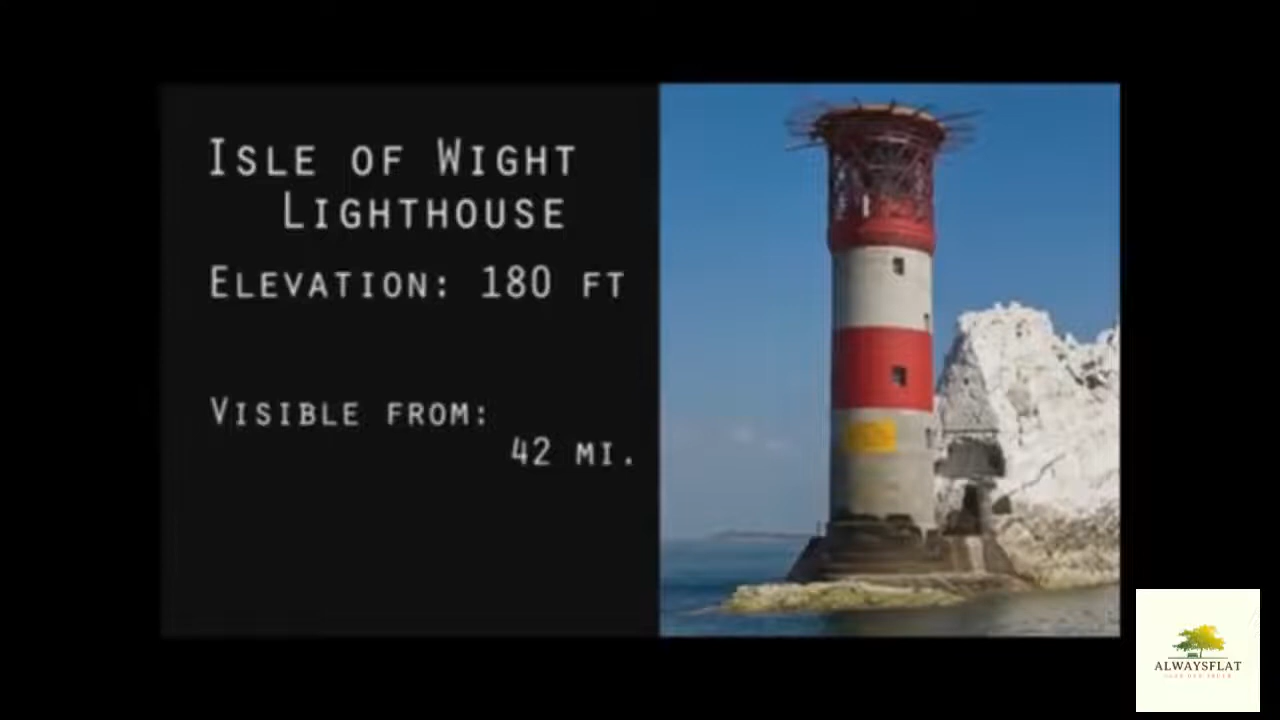 Isle of Wight
Lighthouse
Elevation: 180 ft
Visible from:
42 mi.
ALWAYSFLAT